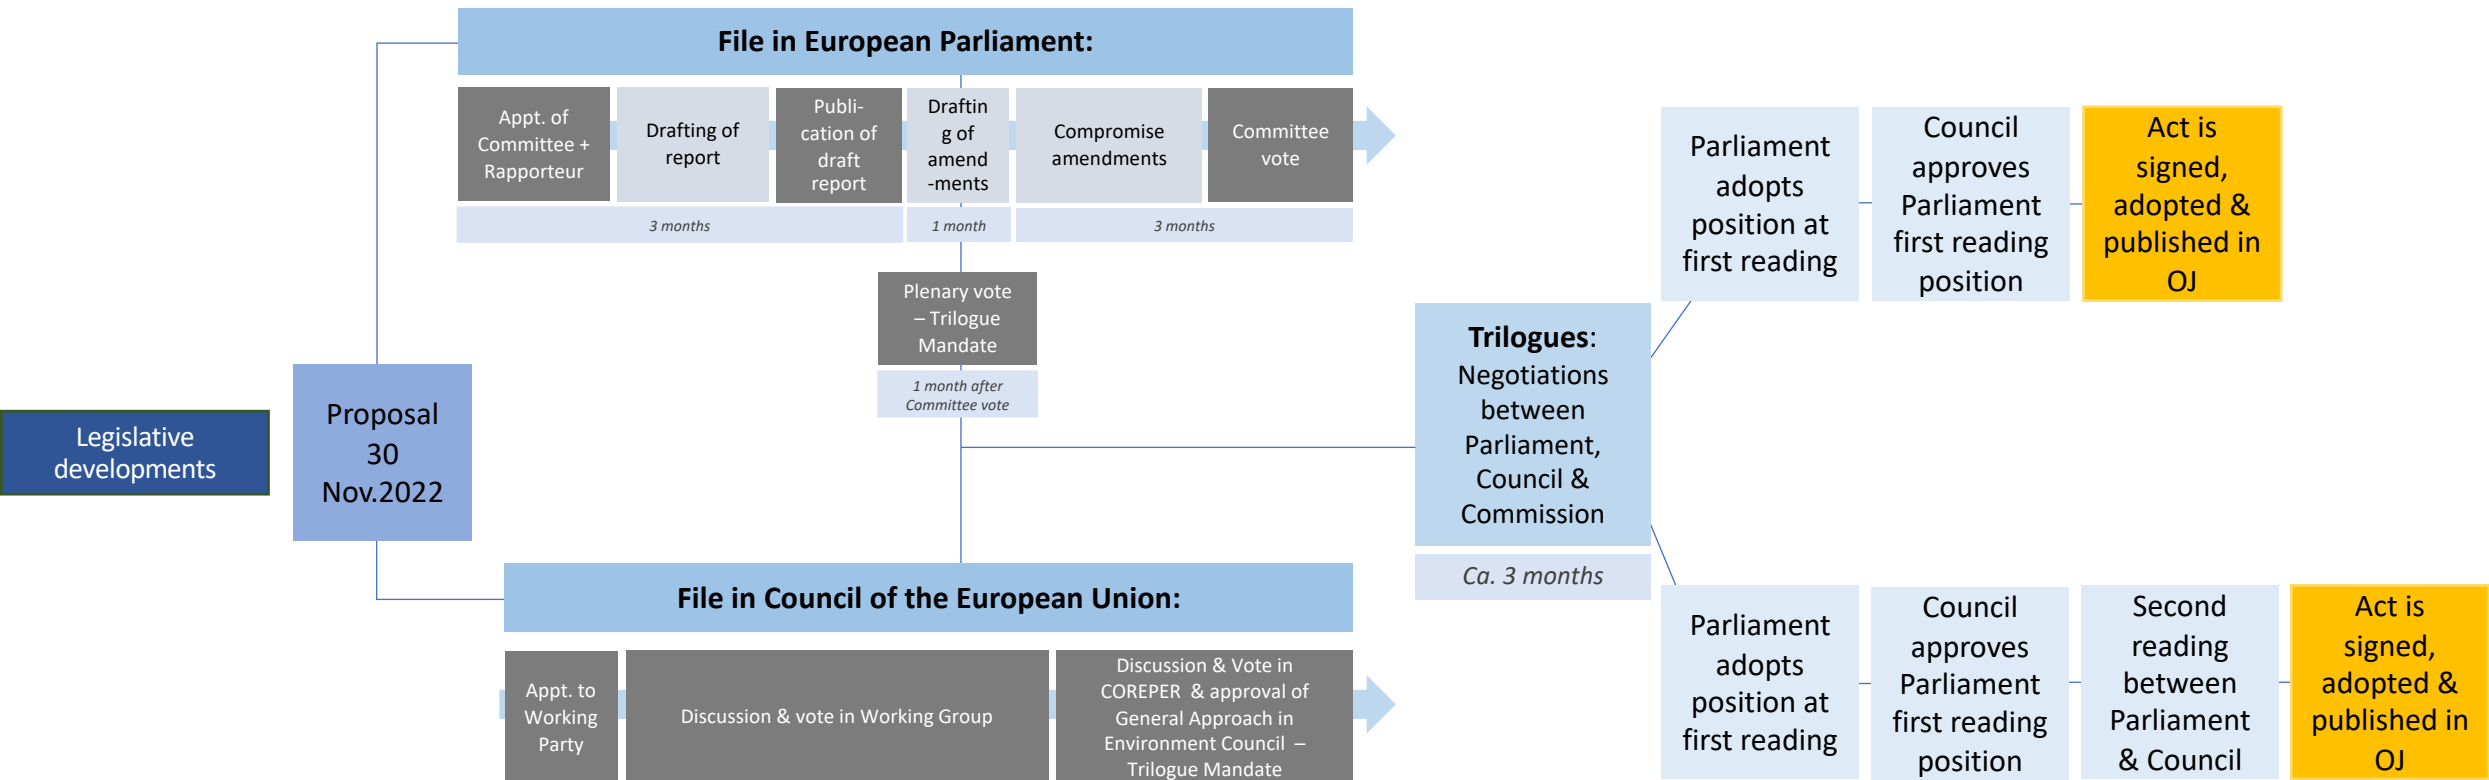 File in European Parliament:
Appt. of
Committee +
Rapporteur
Drafting of
report
Publi-
cation of
draft
report
Draftin
g of
amend
-ments
Compromise
amendments
Committee
vote
3 months
1 month
3 months
Plenary vote
– Trilogue
Mandate
1 month after
Committee vote
Legislative
developments
Proposal
30
Nov.2022
File in Council of the European Union:
Appt. to
Working
Party
Discussion & vote in Working Group
Discussion & Vote in
COREPER & approval of
General Approach in
Environment Council –
Trilogue Mandate
Trilogues:
Negotiations
between
Parliament,
Council &
Commission
Ca. 3 months
Parliament
adopts
position at
first reading
Council
approves
Parliament
first reading
position
Act is
signed,
adopted &
published in
OJ
Parliament
adopts
position at
first reading
Council
approves
Parliament
first reading
position
Second
reading
between
Parliament
& Council
Act is
signed,
adopted &
published in
OJ